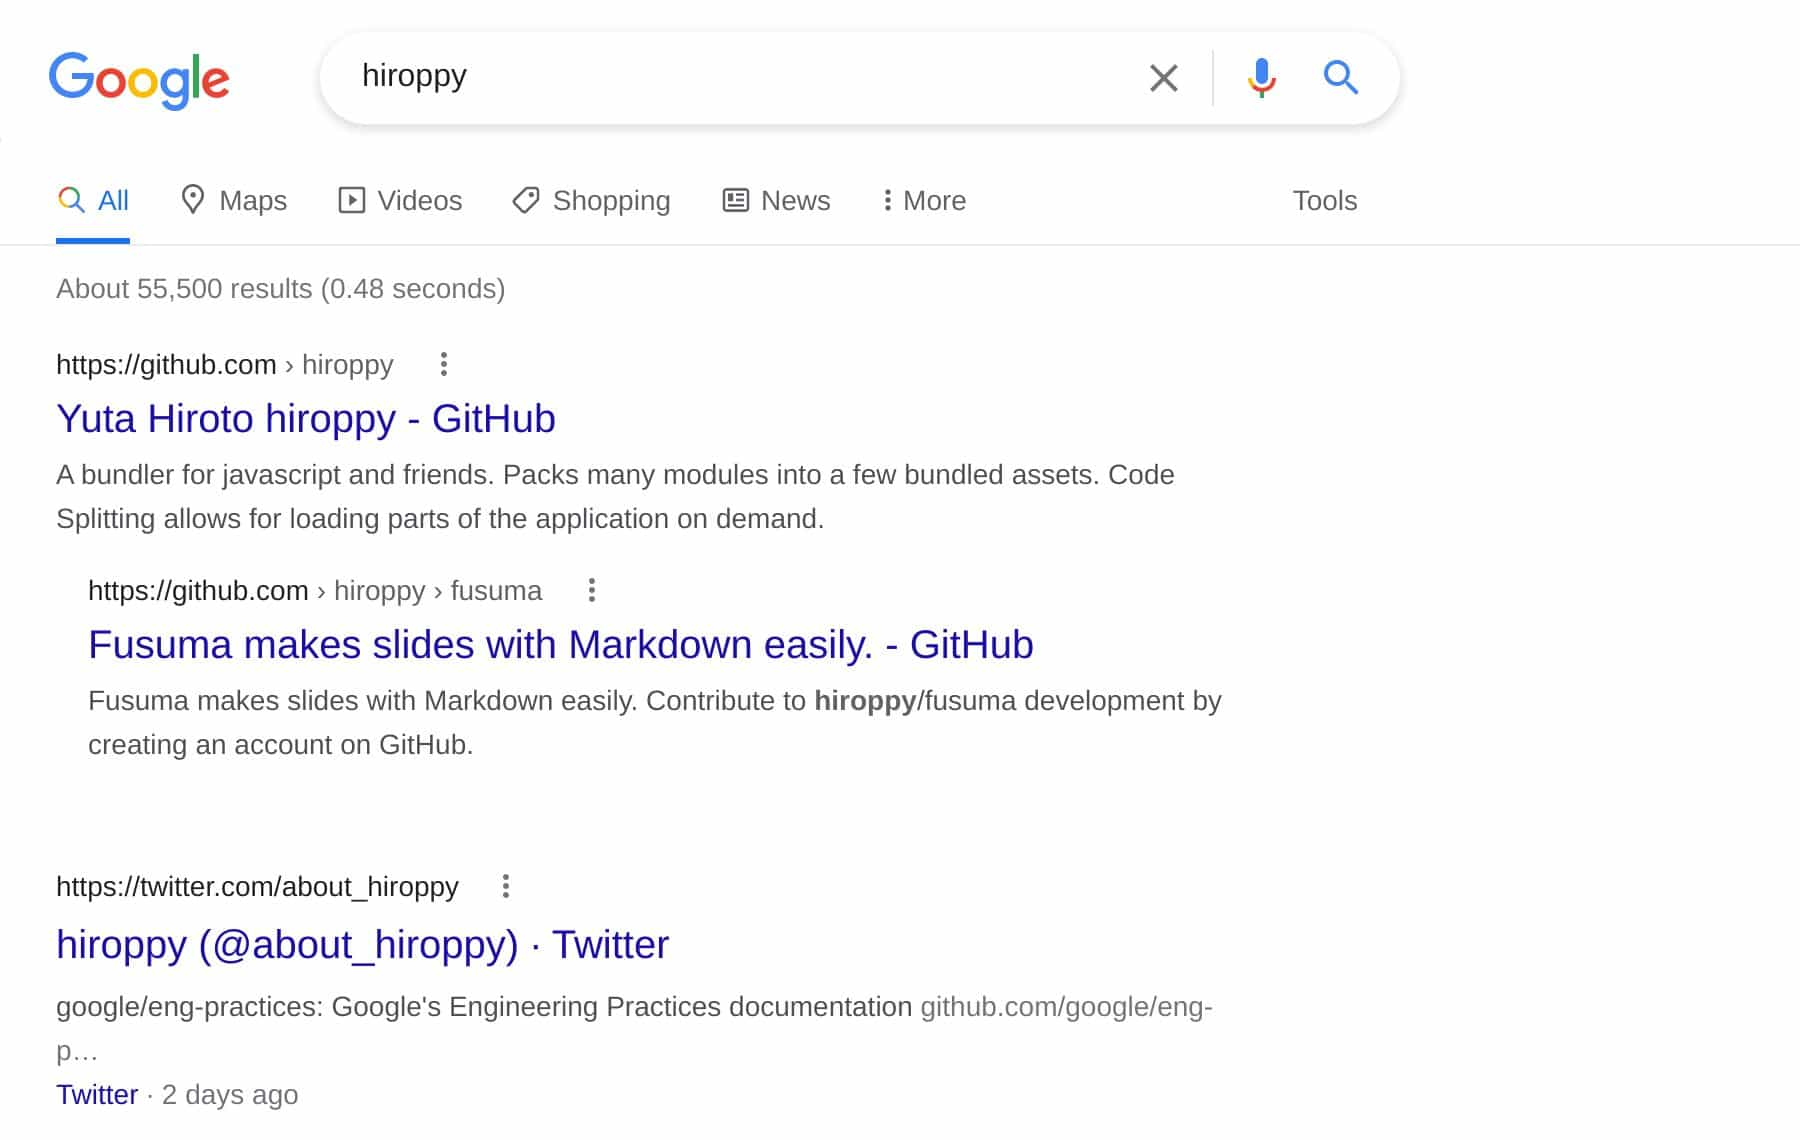 Google
hiroppy
All Maps Videos Shopping News More Tools
About 55,500 results (0.48 seconds)
https://github.com › hiroppy
Yuta Hiroto hiroppy - GitHub
A bundler for javascript and friends. Packs many modules into a few bundled assets. Code
Splitting allows for loading parts of the application on demand.
https://github.com › hiroppy › fusuma
Fusuma makes slides with Markdown easily. - GitHub
Fusuma makes slides with Markdown easily. Contribute to hiroppy/fusuma development by
creating an account on GitHub.
https://twitter.com/about_hiroppy
hiroppy (@about_hiroppy) · Twitter
google/eng-practices: Google's Engineering Practices documentation github.com/google/eng-
p…
Twitter · 2 days ago